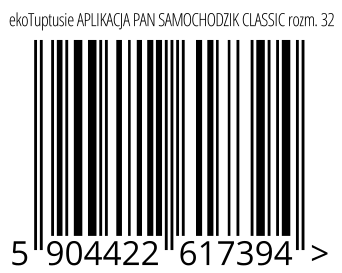 ekoTuptusie APLIKACJA PAN SAMOCHODZIK CLASSIC rozm. 32
5 904422 617394 >